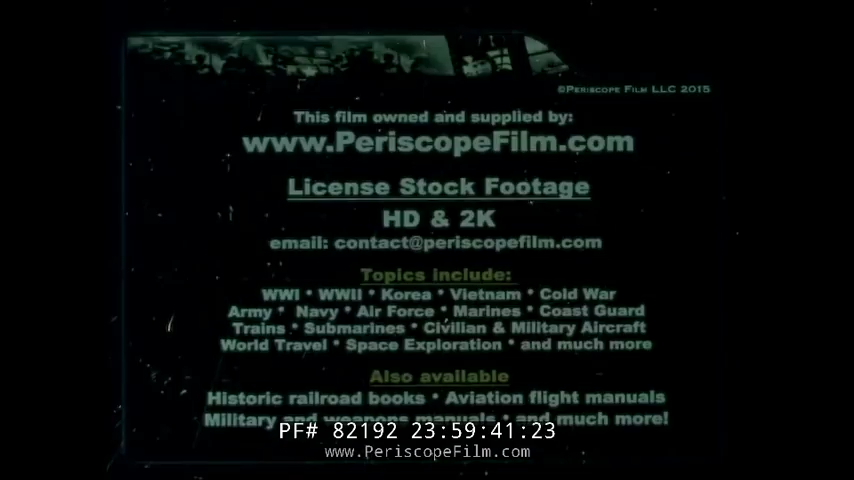 ©Periscope Film LLC 2015
This film owned and supplied by:
www.PeriscopeFilm.com
License Stock Footage
HD & 2K
email: contact@periscopefilm.com
Topics include:
WWI * WWII * Korea * Vietnam * Cold War
Army * Navy * Air Force * Marines * Coast Guard
Trains * Submarines * Civilian & Military Aircraft
World Travel * Space Exploration * and much more
Also available
Historic railroad books * Aviation flight manuals
Military and weapons manuals * and much more!
PF# 82192 23:59:41:23
www.PeriscopeFilm.com